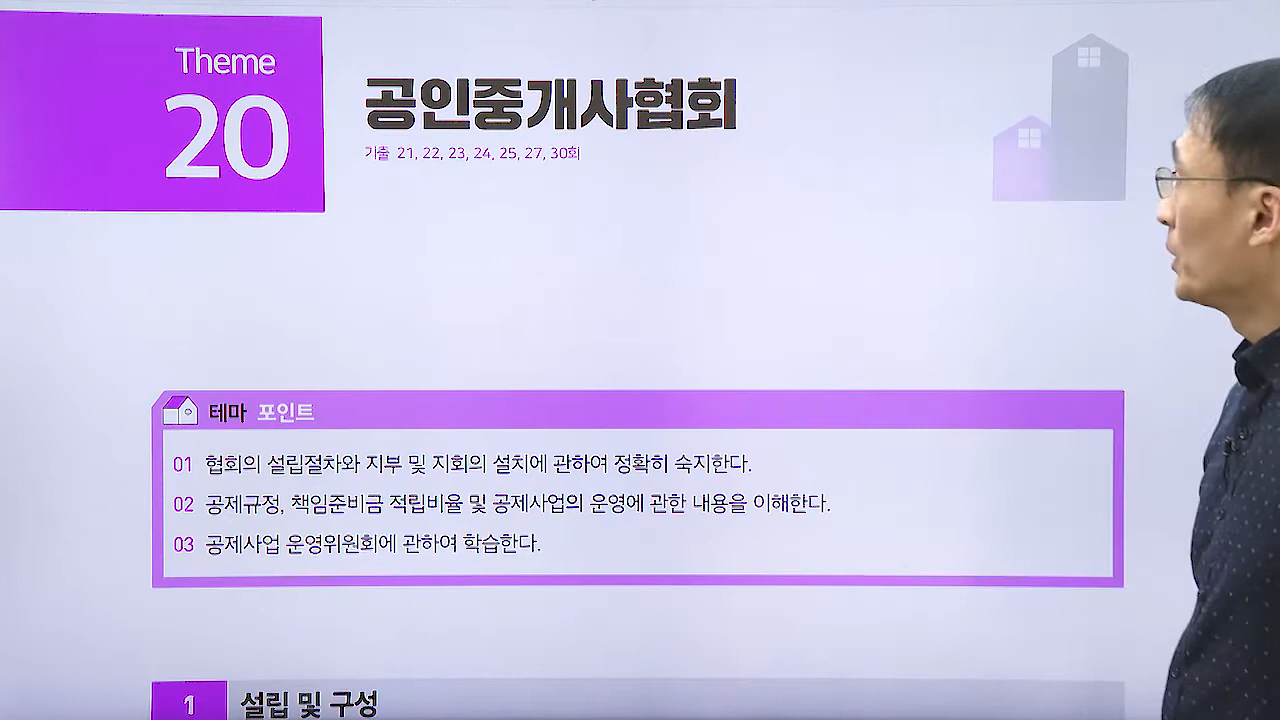 Theme
20
공인중개사협회
기출 21, 22, 23, 24, 25, 27, 30회
테마 포인트
01 협회의 설립절차와 지부 및 지회의 설치에 관하여 정확히 숙지한다.
02 공제규정, 책임준비금 적립비율 및 공제사업의 운영에 관한 내용을 이해한다.
03 공제사업 운영위원회에 관하여 학습한다.
1 설립 및 구성